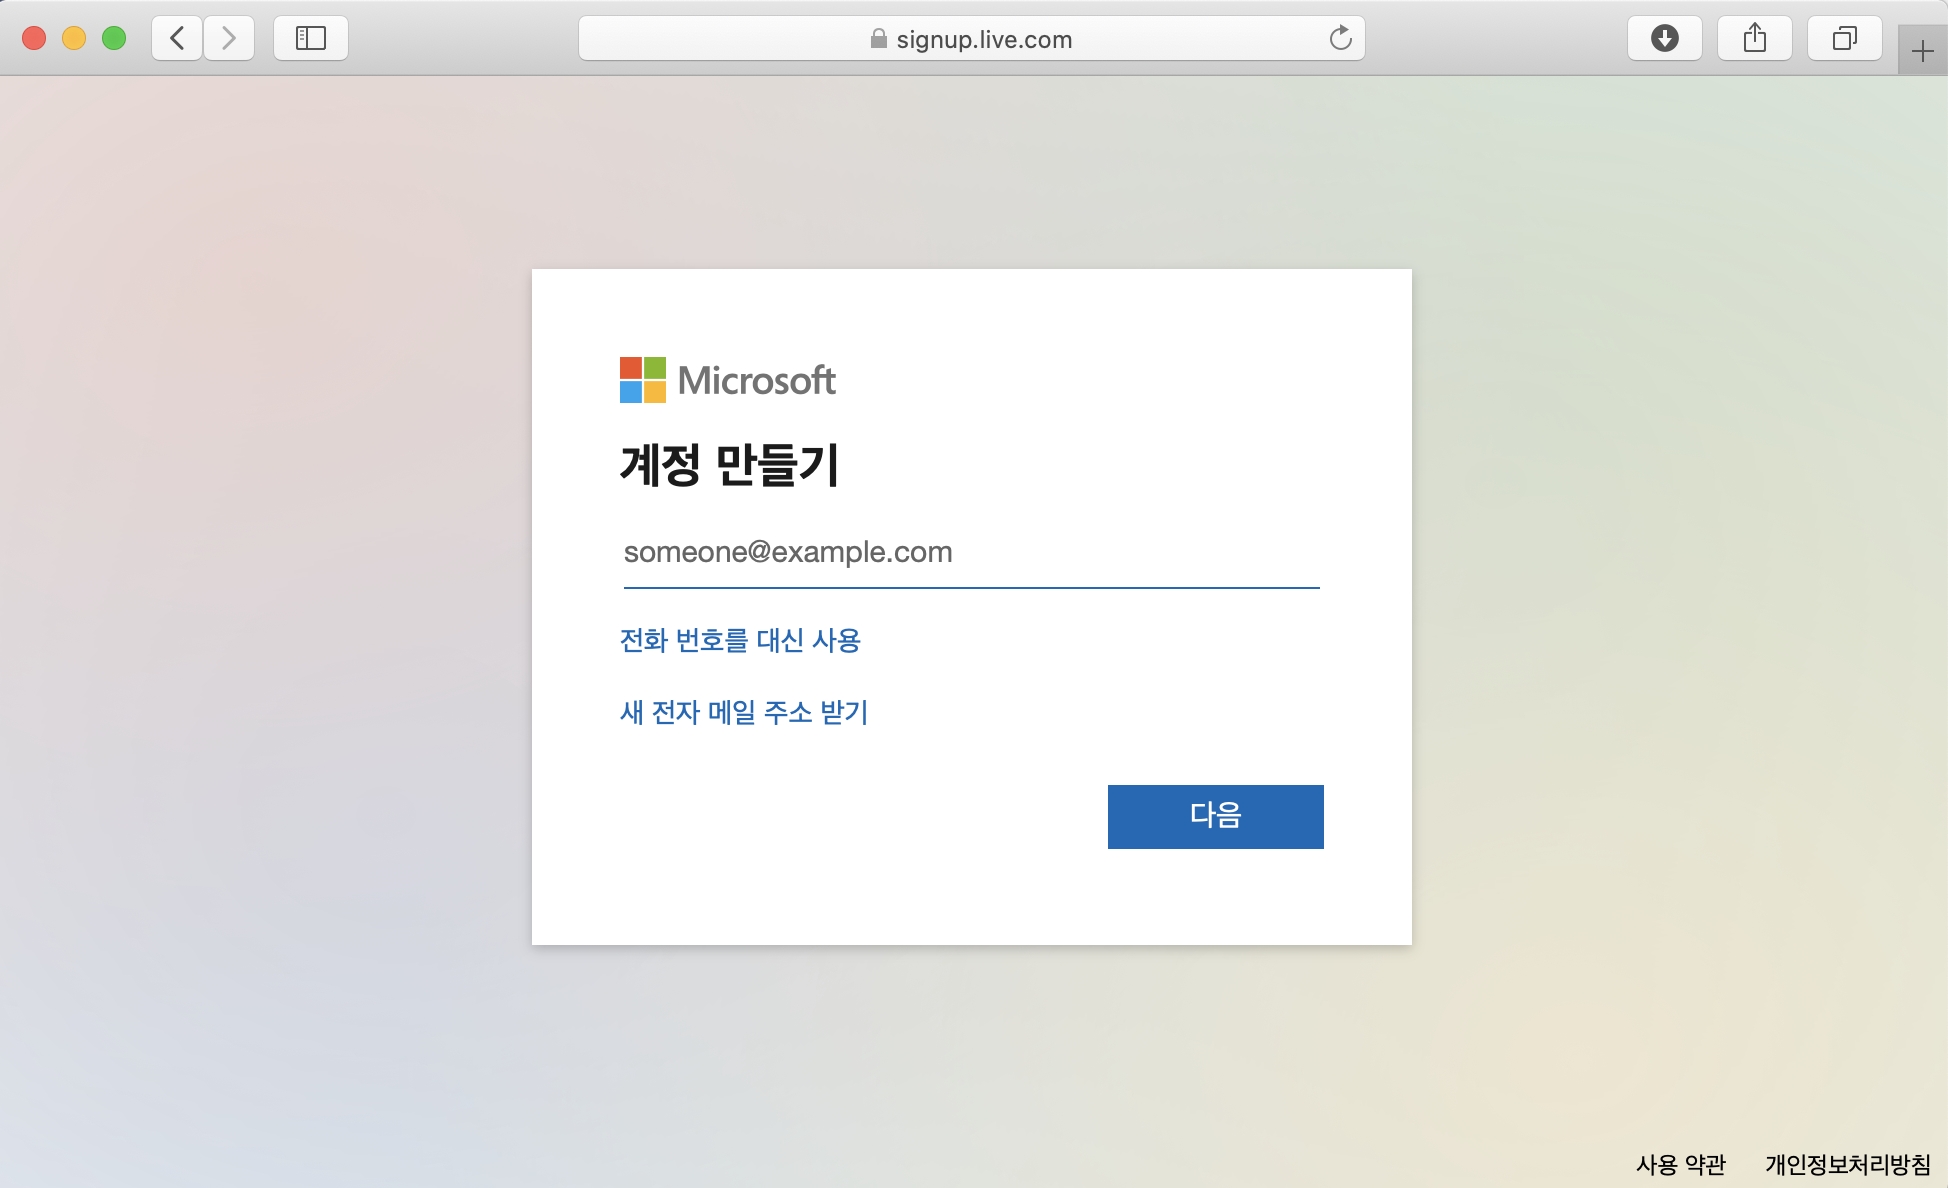 signup.live.com
Microsoft
계정 만들기
someone@example.com
전화 번호를 대신 사용
새 전자 메일 주소 받기
다음
사용 약관 개인정보처리방침